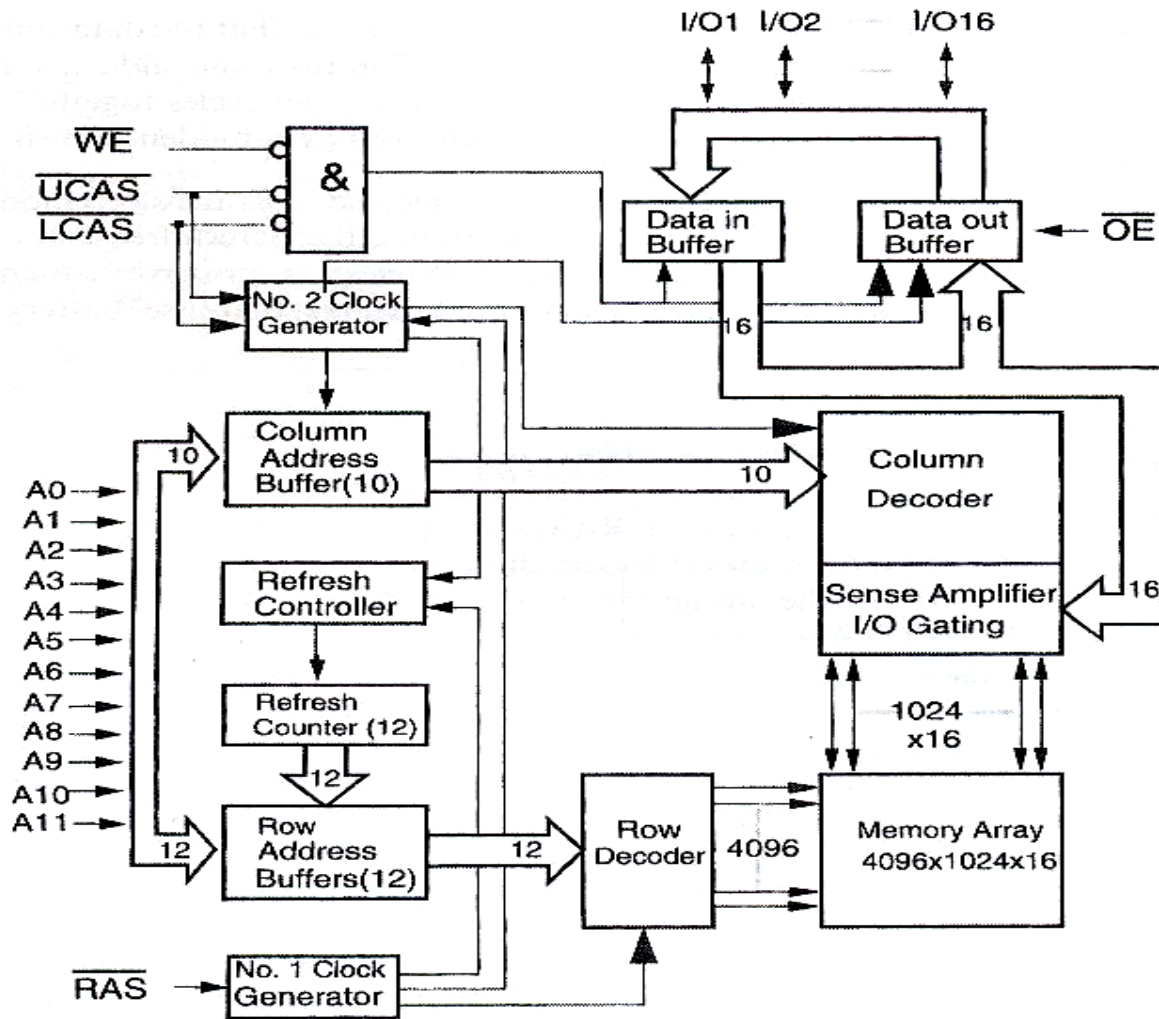 I/O1 I/O2 I/O16
WE
UCAS
LCAS
&
Data in
Buffer
Data out
Buffer
OE
No. 2 Clock
Generator
16
16
Column
Address
Buffer(10)
10
10
Column
Decoder
A0
A1
A2
A3
A4
A5
A6
A7
A8
A9
A10
A11
Refresh
Controller
Sense Amplifier
I/O Gating
16
Refresh
Counter (12)
1024
x16
12
12
Row
Address
Buffers(12)
12
Row
Decoder
4096
Memory Array
4096x1024x16
RAS
No. 1 Clock
Generator